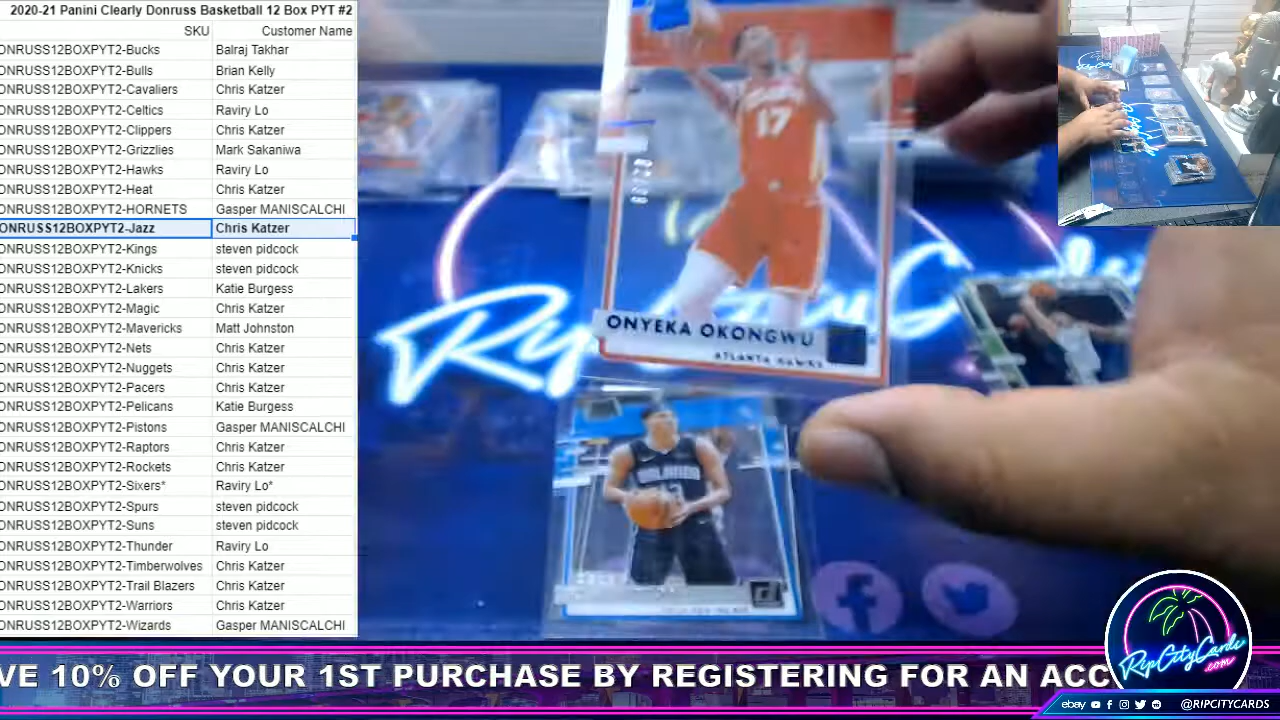 2020-21 Panini Clearly Donruss Basketball 12 Box PYT #2
SKU Customer Name
ONRUSS12BOXPYT2-Bucks Balraj Takhar
ONRUSS12BOXPYT2-Bulls Brian Kelly
ONRUSS12BOXPYT2-Cavaliers Chris Katzer
ONRUSS12BOXPYT2-Celtics Raviry Lo
ONRUSS12BOXPYT2-Clippers Chris Katzer
ONRUSS12BOXPYT2-Grizzlies Mark Sakaniwa
ONRUSS12BOXPYT2-Hawks Raviry Lo
ONRUSS12BOXPYT2-Heat Chris Katzer
ONRUSS12BOXPYT2-HORNETS Gasper MANISCALCHI
ONRUSS12BOXPYT2-Jazz Chris Katzer
ONRUSS12BOXPYT2-Kings steven pidcock
ONRUSS12BOXPYT2-Knicks steven pidcock
ONRUSS12BOXPYT2-Lakers Katie Burgess
ONRUSS12BOXPYT2-Magic Chris Katzer
ONRUSS12BOXPYT2-Mavericks Matt Johnston
ONRUSS12BOXPYT2-Nets Chris Katzer
ONRUSS12BOXPYT2-Nuggets Chris Katzer
ONRUSS12BOXPYT2-Pacers Chris Katzer
ONRUSS12BOXPYT2-Pelicans Katie Burgess
ONRUSS12BOXPYT2-Pistons Gasper MANISCALCHI
ONRUSS12BOXPYT2-Raptors Chris Katzer
ONRUSS12BOXPYT2-Rockets Chris Katzer
ONRUSS12BOXPYT2-Sixers* Raviry Lo*
ONRUSS12BOXPYT2-Spurs steven pidcock
ONRUSS12BOXPYT2-Suns steven pidcock
ONRUSS12BOXPYT2-Thunder Raviry Lo
ONRUSS12BOXPYT2-Timberwolves Chris Katzer
ONRUSS12BOXPYT2-Trail Blazers Chris Katzer
ONRUSS12BOXPYT2-Warriors Chris Katzer
ONRUSS12BOXPYT2-Wizards Gasper MANISCALCHI
17
ONYEKA OKONGWU
ATLANTA HAWKS
VE 10% OFF YOUR 1ST PURCHASE BY REGISTERING FOR AN ACC
RipCityCards
.com
ebay @RIPCITYCARDS